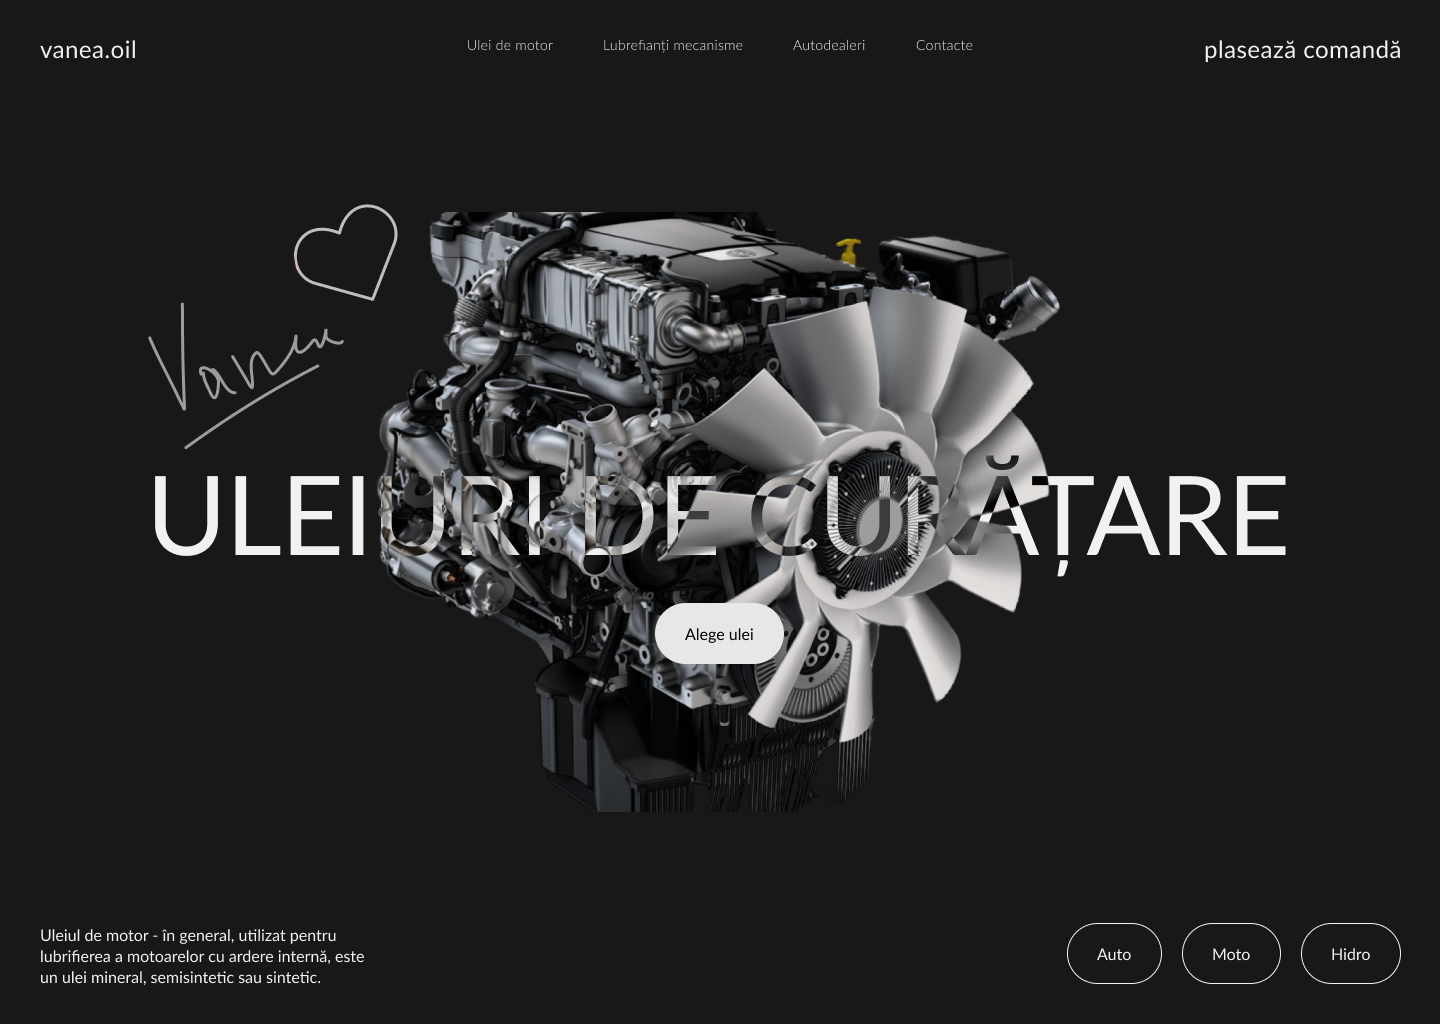 vanea.oil
Ulei de motor
Lubrefianți mecanisme
Autodealeri
Contacte
plasează comandă
Vanea
ULEIURI DE CURĂȚARE
Alege ulei
Uleiul de motor - în general, utilizat pentru
lubrifierea a motoarelor cu ardere internă, este
un ulei mineral, semisintetic sau sintetic.
Auto
Moto
Hidro